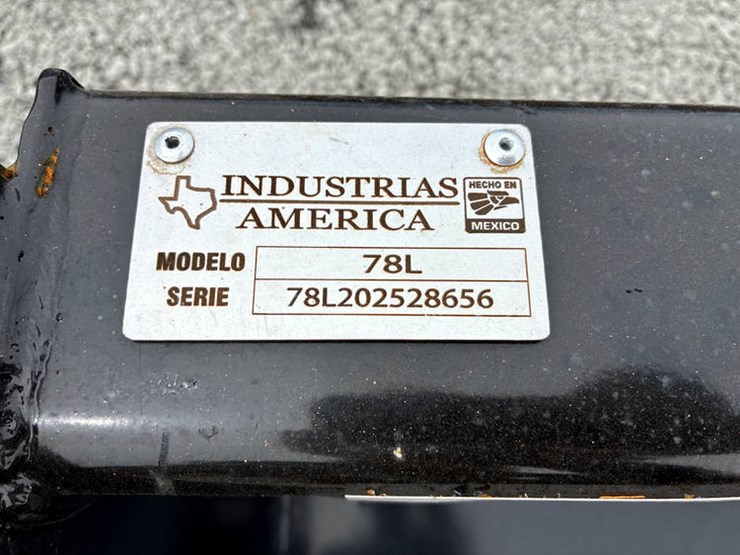 INDUSTRIAS
AMERICA
HECHO EN
MEXICO
MODELO 78L
SERIE 78L202528656